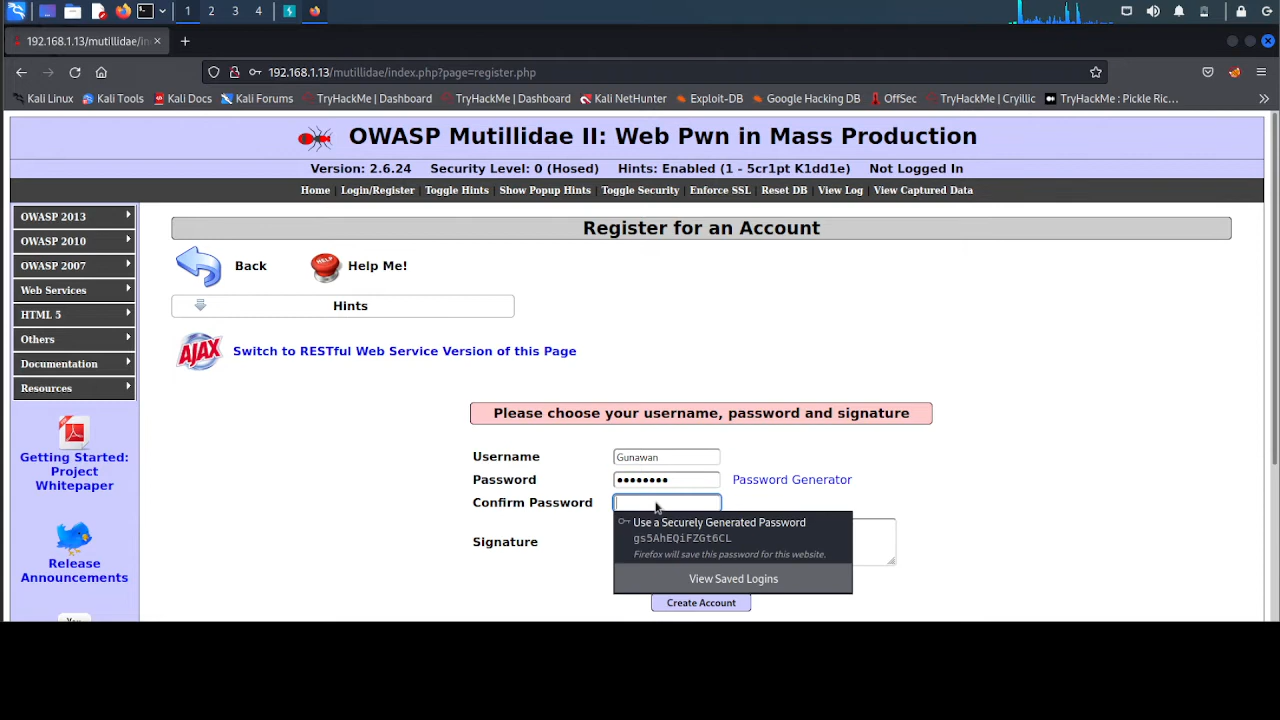 1 2 3 4
192.168.1.13/mutillidae/in
192.168.1.13/mutillidae/index.php?page=register.php
Kali Linux Kali Tools Kali Docs Kali Forums TryHackMe | Dashboard TryHackMe | Dashboard Kali NetHunter Exploit-DB Google Hacking DB OffSec TryHackMe | Cryillic TryHackMe : Pickle Ric…
OWASP Mutillidae II: Web Pwn in Mass Production
Version: 2.6.24 Security Level: 0 (Hosed) Hints: Enabled (1 - 5cr1pt K1dd1e) Not Logged In
Home Login/Register Toggle Hints Show Popup Hints Toggle Security Enforce SSL Reset DB View Log View Captured Data
OWASP 2013
OWASP 2010
OWASP 2007
Web Services
HTML 5
Others
Documentation
Resources
Getting Started:
Project
Whitepaper
Release
Announcements
Register for an Account
Back HELP Help Me!
Hints
AJAX Switch to RESTful Web Service Version of this Page
Please choose your username, password and signature
Username Gunawan
Password •••••••• Password Generator
Confirm Password
Use a Securely Generated Password
gs5AhEQiFZGt6CL
Firefox will save this password for this website.
View Saved Logins
Signature
Create Account